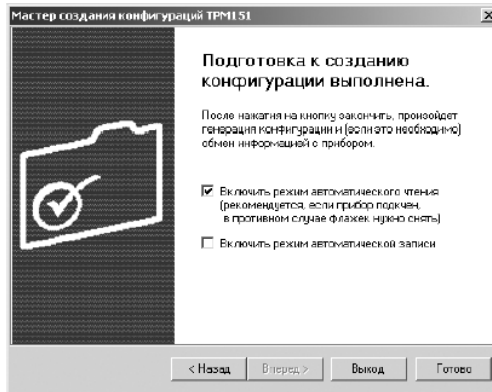 Мастер создания конфигураций ТРМ151
Подготовка к созданию
конфигурации выполнена.
После нажатия на кнопку закончить, произойдет
генерация конфигурации и (если это необходимо)
обмен информацией с прибором.
Включить режим автоматического чтения
(рекомендуется, если прибор подкчен,
в противном случае флажек нужно снять)
Включить режим автоматической записи
< Назад
Вперед >
Выход
Готово